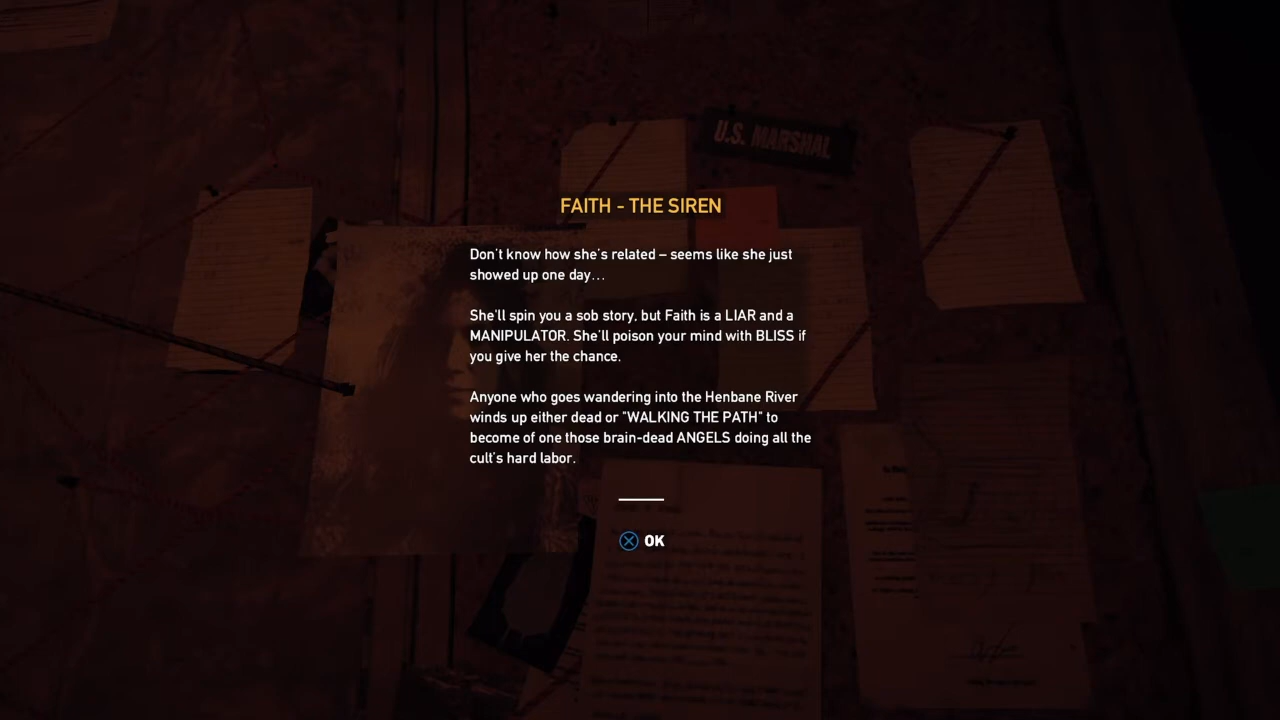 U.S. MARSHAL
FAITH - THE SIREN
Don't know how she's related – seems like she just
showed up one day...
She'll spin you a sob story, but Faith is a LIAR and a
MANIPULATOR. She'll poison your mind with BLISS if
you give her the chance.
Anyone who goes wandering into the Henbane River
winds up either dead or "WALKING THE PATH" to
become of one those brain-dead ANGELS doing all the
cult's hard labor.
OK